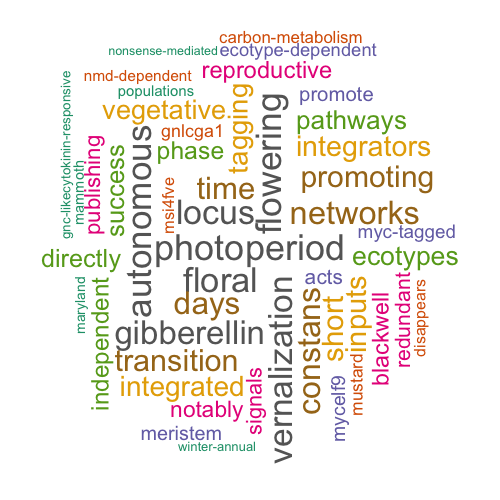 carbon-metabolism
nonsense-mediated
ecotype-dependent
nmd-dependent
reproductive
populations
promote
vegetative
tagging
flowering
gnc-likecytokinin-responsive
mammoth
publishing
success
autonomous
gnlcga1
phase
pathways
integrators
time
promoting
msi4fve
locus
networks
photoperiod
myc-tagged
directly
ecotypes
floral
acts
maryland
independent
days
vernalization
constans
short
inputs
blackwell
redundant
disappears
gibberellin
transition
integrated
signals
mycelf9
mustard
notably
meristem
winter-annual